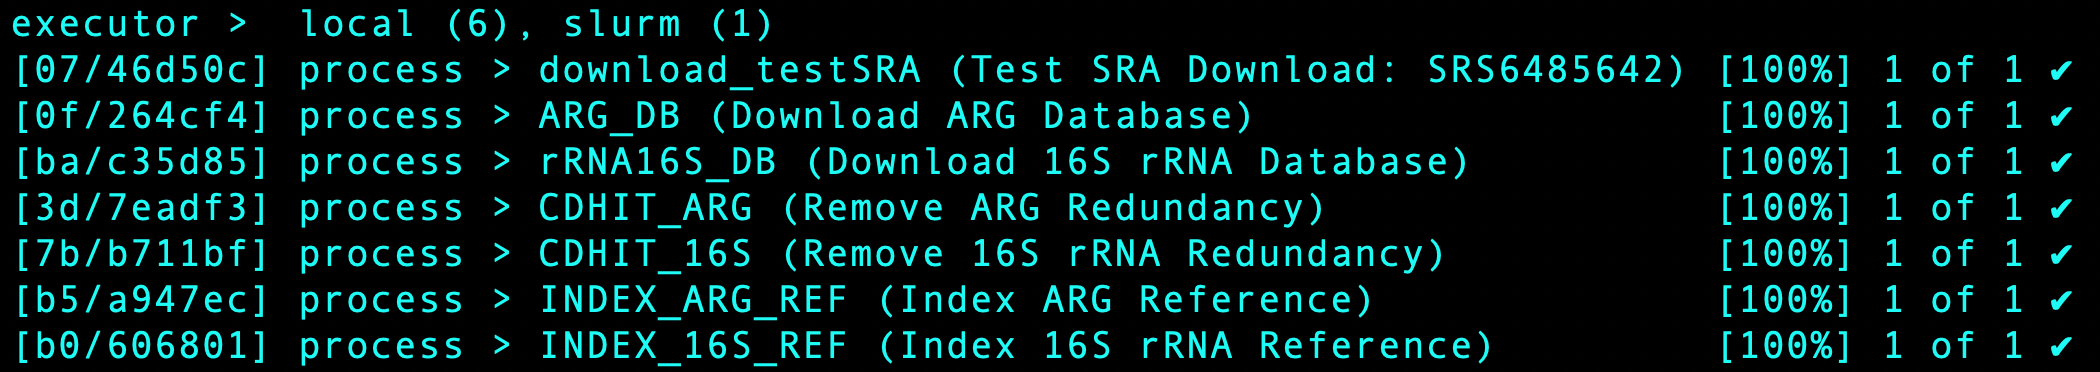 executor >  local (6), slurm (1)
[07/46d50c] process > download_testSRA (Test SRA Download: SRS6485642) [100%] 1 of 1 ✔
[0f/264cf4] process > ARG_DB (Download ARG Database)                   [100%] 1 of 1 ✔
[ba/c35d85] process > rRNA16S_DB (Download 16S rRNA Database)          [100%] 1 of 1 ✔
[3d/7eadf3] process > CDHIT_ARG (Remove ARG Redundancy)                [100%] 1 of 1 ✔
[7b/b711bf] process > CDHIT_16S (Remove 16S rRNA Redundancy)           [100%] 1 of 1 ✔
[b5/a947ec] process > INDEX_ARG_REF (Index ARG Reference)              [100%] 1 of 1 ✔
[b0/606801] process > INDEX_16S_REF (Index 16S rRNA Reference)         [100%] 1 of 1 ✔